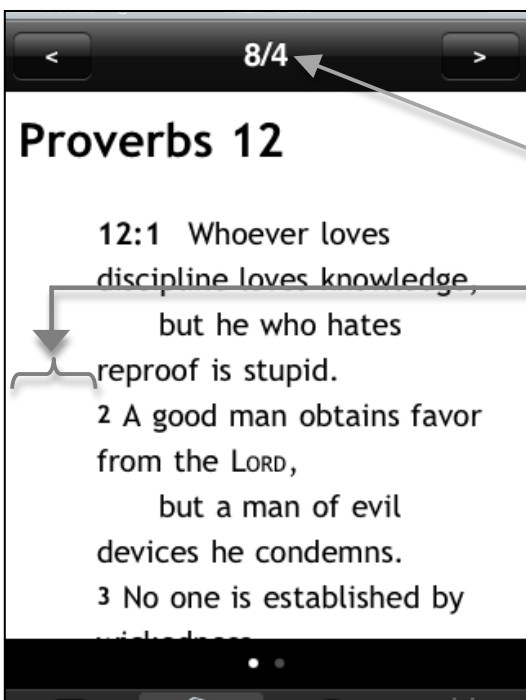 < 8/4 >
Proverbs 12
12:1 Whoever loves
discipline loves knowledge,
but he who hates
reproof is stupid.
2 A good man obtains favor
from the LORD,
but a man of evil
devices he condemns.
3 No one is established by
wickedness